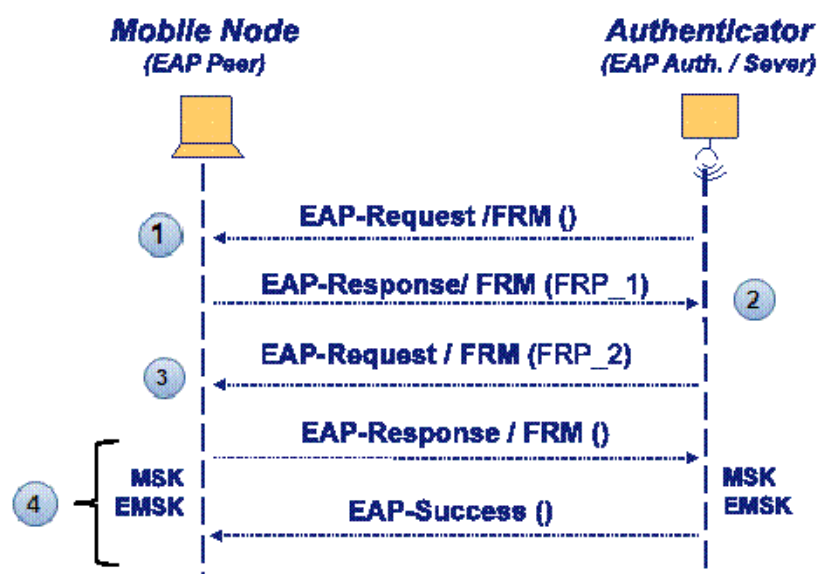 Mobile Node
(EAP Peer)
Authenticator
(EAP Auth. / Sever)
EAP-Request /FRM ()
1
EAP-Response/ FRM (FRP_1)
2
EAP-Request / FRM (FRP_2)
3
EAP-Response / FRM ()
4
MSK
EMSK
MSK
EMSK
EAP-Success ()